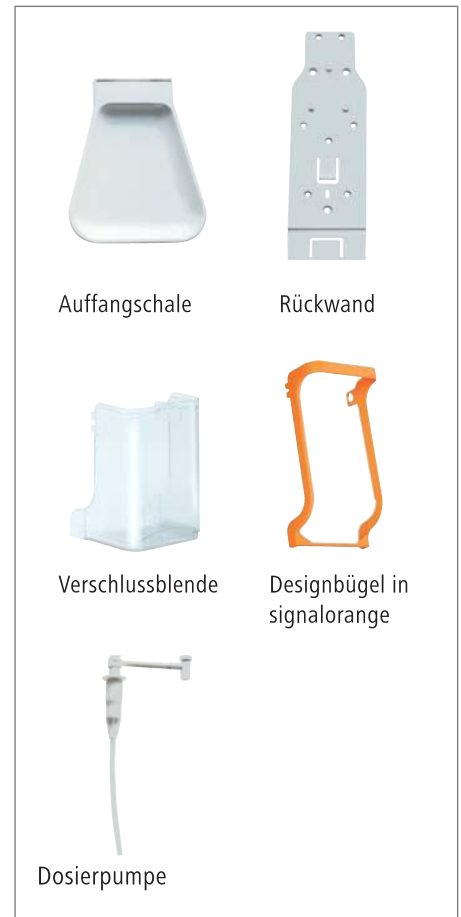 Auffangschale
Rückwand
Verschlussblende
Designbügel in
signalorange
Dosierpumpe